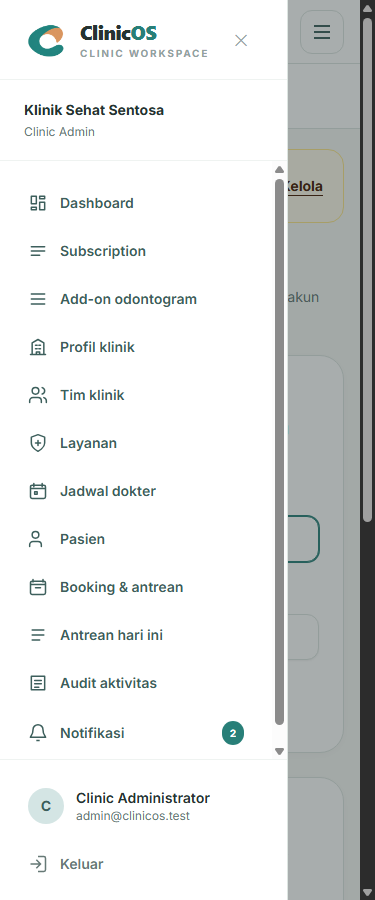 ClinicOS
CLINIC WORKSPACE
Klinik Sehat Sentosa
Clinic Admin
Kelola
Dashboard
Subscription
Add-on odontogram
akun
Profil klinik
Tim klinik
Layanan
Jadwal dokter
Pasien
Booking & antrean
Antrean hari ini
Audit aktivitas
Notifikasi 2
C
Clinic Administrator
admin@clinicos.test
Keluar